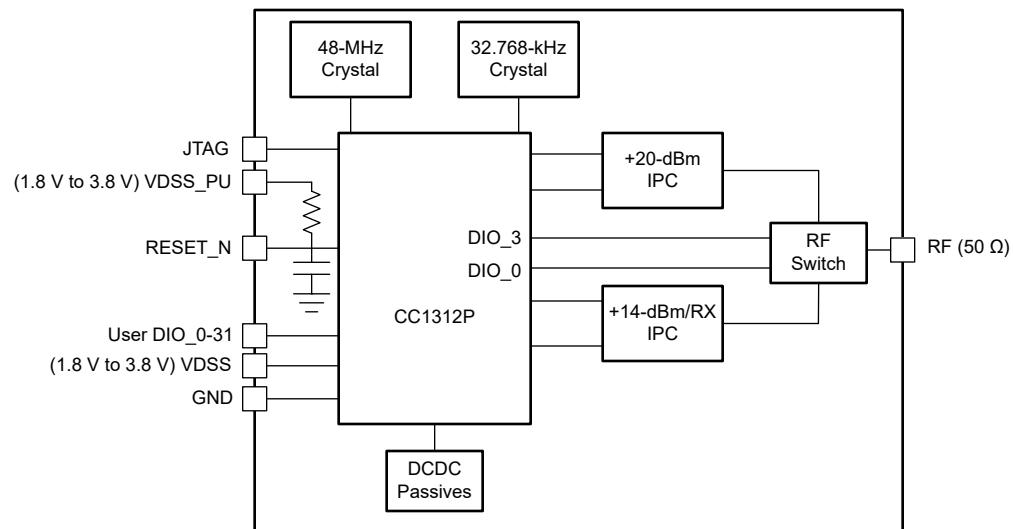 48-MHz
Crystal
32.768-kHz
Crystal
JTAG
(1.8 V to 3.8 V) VDSS_PU
RESET_N
User DIO_0-31
(1.8 V to 3.8 V) VDSS
GND
DIO_3
DIO_0
CC1312P
+20-dBm
IPC
+14-dBm/RX
IPC
RF
Switch
RF (50 Ω)
DCDC
Passives